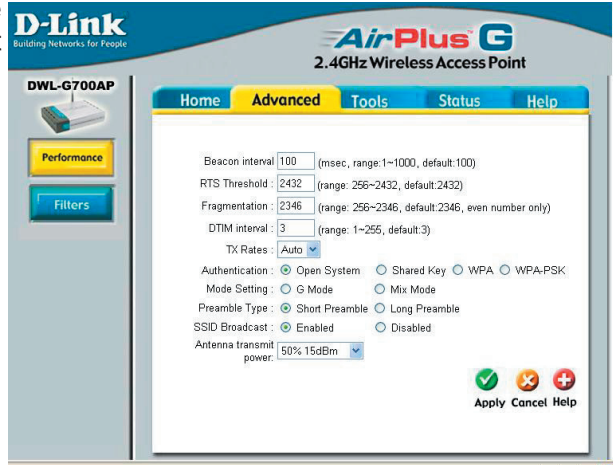 D-Link
Building Networks for People
AirPlus G
2.4GHz Wireless Access Point
DWL-G700AP
Home Advanced Tools Status Help
Performance
Filters
Beacon interval 100 (msec, range:1~1000, default:100)
RTS Threshold : 2432 (range: 256~2432, default:2432)
Fragmentation : 2346 (range: 256~2346, default:2346, even number only)
DTIM interval : 3 (range: 1~255, default:3)
TX Rates : Auto
Authentication : Open System Shared Key WPA WPA-PSK
Mode Setting : G Mode Mix Mode
Preamble Type : Short Preamble Long Preamble
SSID Broadcast : Enabled Disabled
Antenna transmit
power: 50% 15dBm
Apply Cancel Help